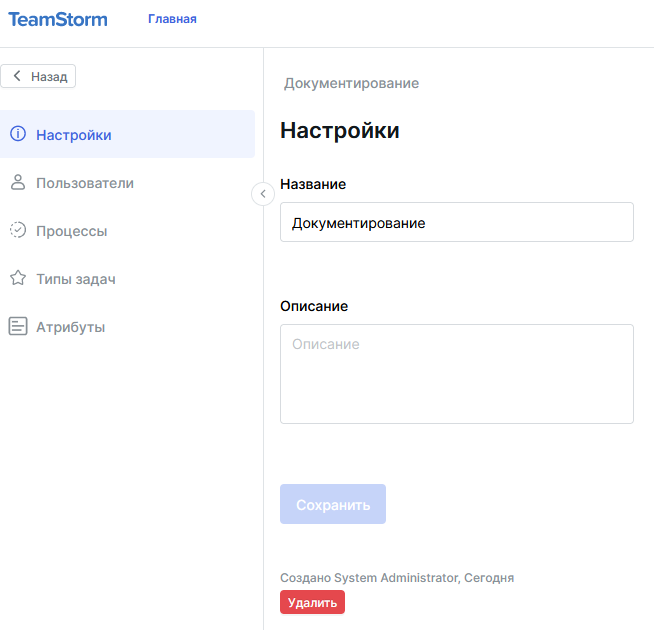 TeamStorm
Главная
Назад
Настройки
Пользователи
Процессы
Типы задач
Атрибуты
Документирование
Настройки
Название
Документирование
Описание
Описание
Сохранить
Создано System Administrator, Сегодня
Удалить